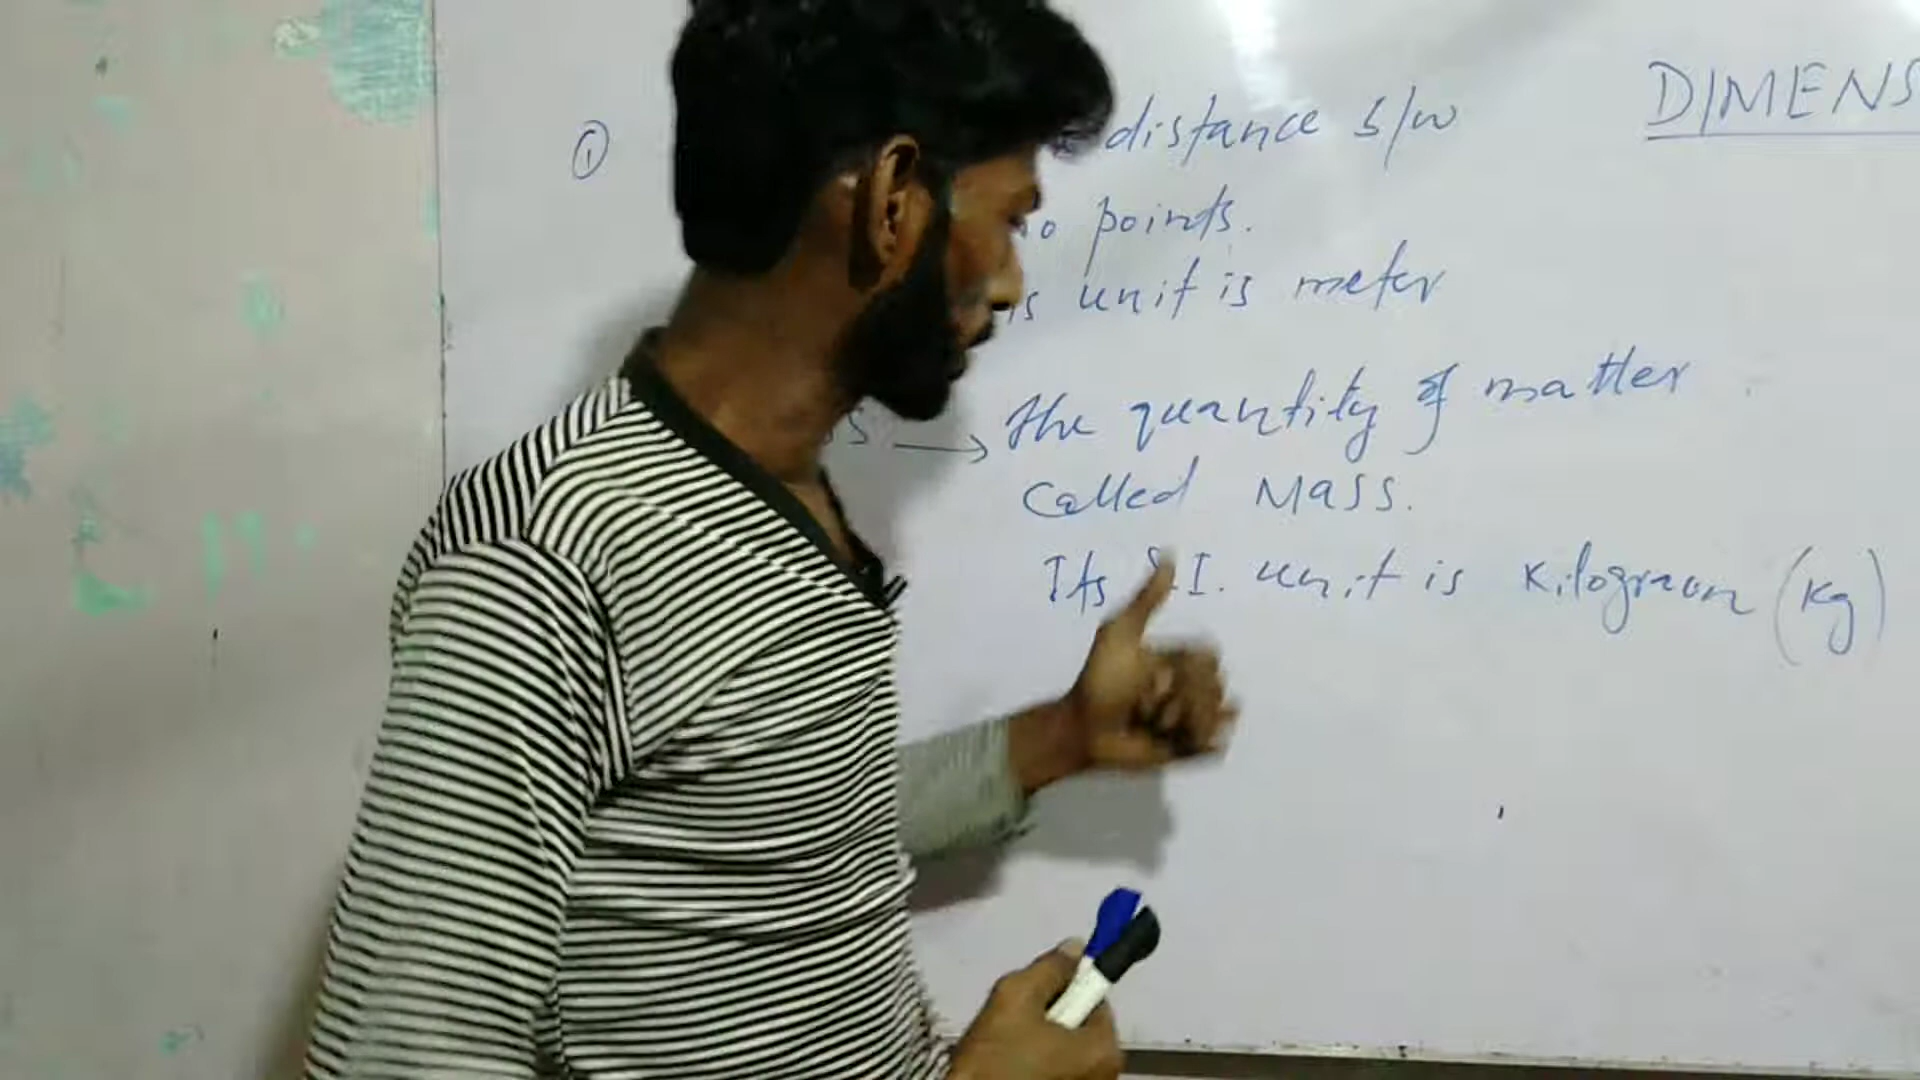 ① distance b/w
DIMENS
points.
unit is meter
→ the quantity of matter
Called Mass.
Its S.I. unit is Kilogram (Kg)